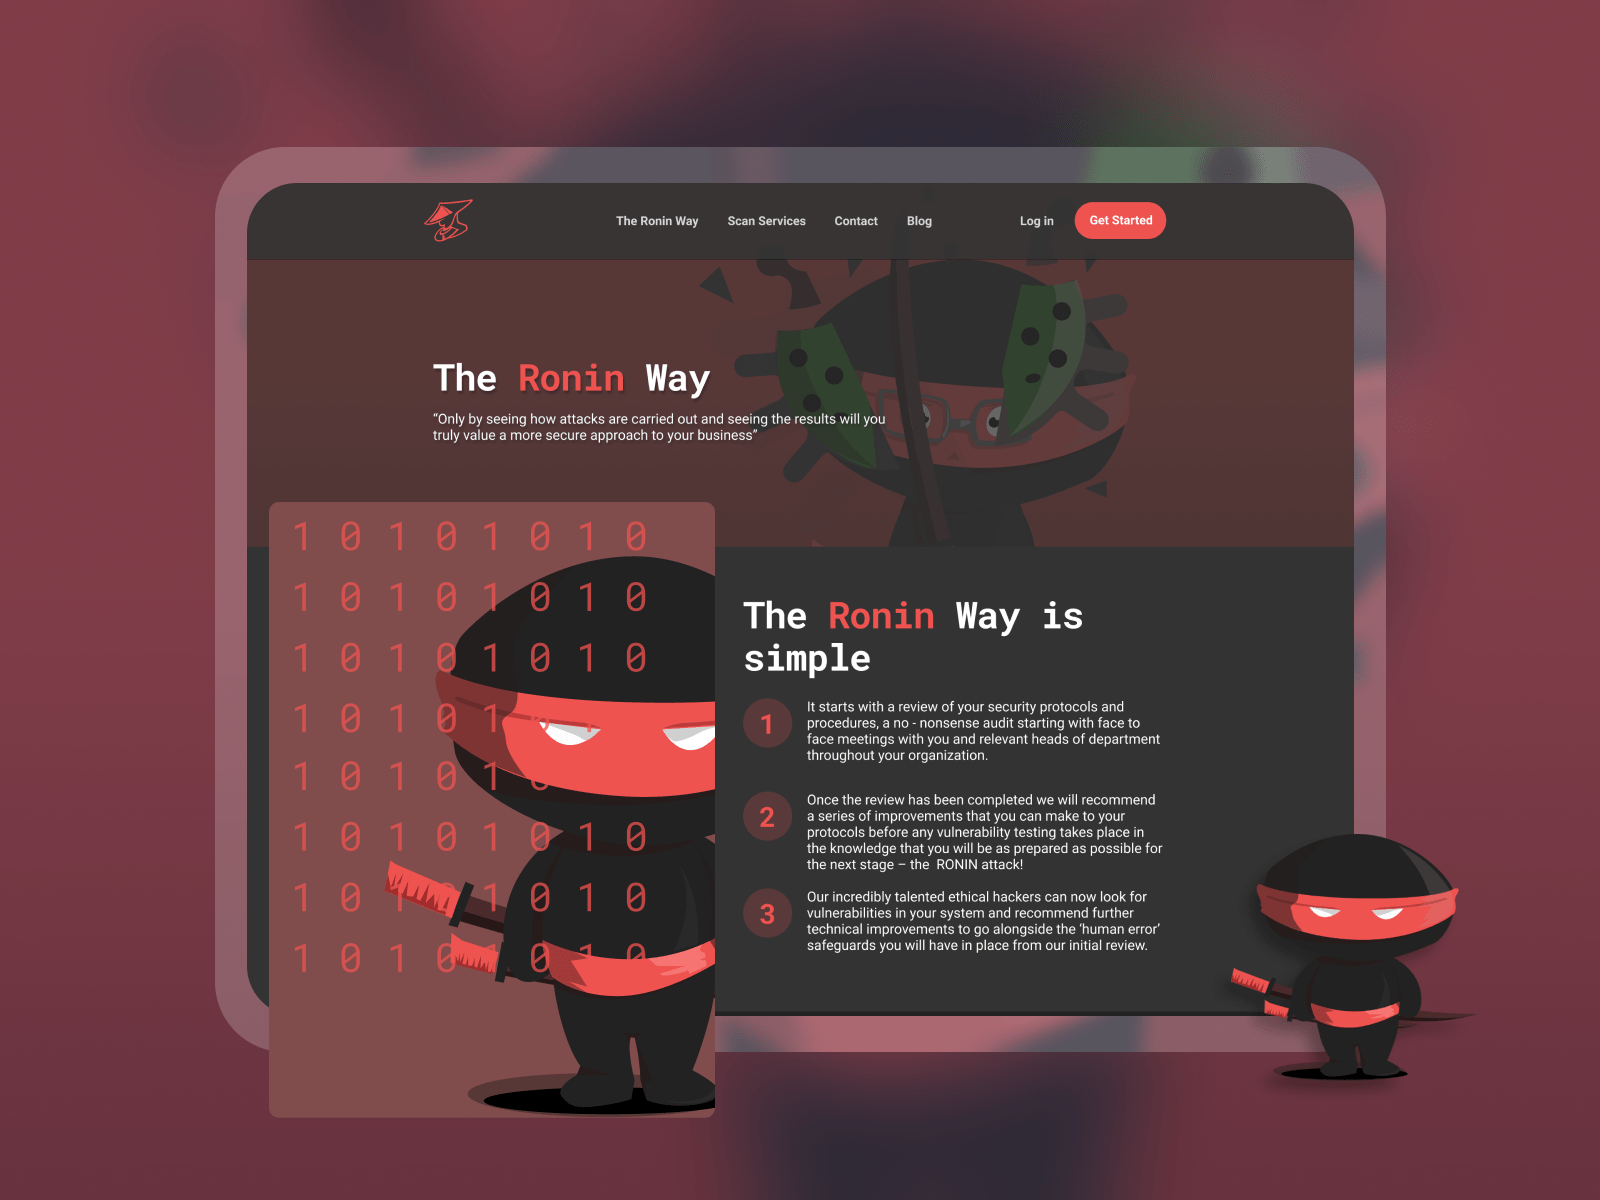 The Ronin Way
Scan Services
Contact
Blog
Log in
Get Started
The Ronin Way
“Only by seeing how attacks are carried out and seeing the results will you
truly value a more secure approach to your business”
1 0 1 0 1 0 1 0
1 0 1 0 1 0 1 0
1 0 1 0 1 0 1 0
1 0 1 0 1
1 0 1 0 1 0
1 0 1 0 1 0 1 0
1 0 1 0 1 0 1 0
1 0 1 0 1 0 1 0
The Ronin Way is
simple
1
It starts with a review of your security protocols and
procedures, a no - nonsense audit starting with face to
face meetings with you and relevant heads of department
throughout your organization.
2
Once the review has been completed we will recommend
a series of improvements that you can make to your
protocols before any vulnerability testing takes place in
the knowledge that you will be as prepared as possible for
the next stage – the  RONIN attack!
3
Our incredibly talented ethical hackers can now look for
vulnerabilities in your system and recommend further
technical improvements to go alongside the ‘human error’
safeguards you will have in place from our initial review.